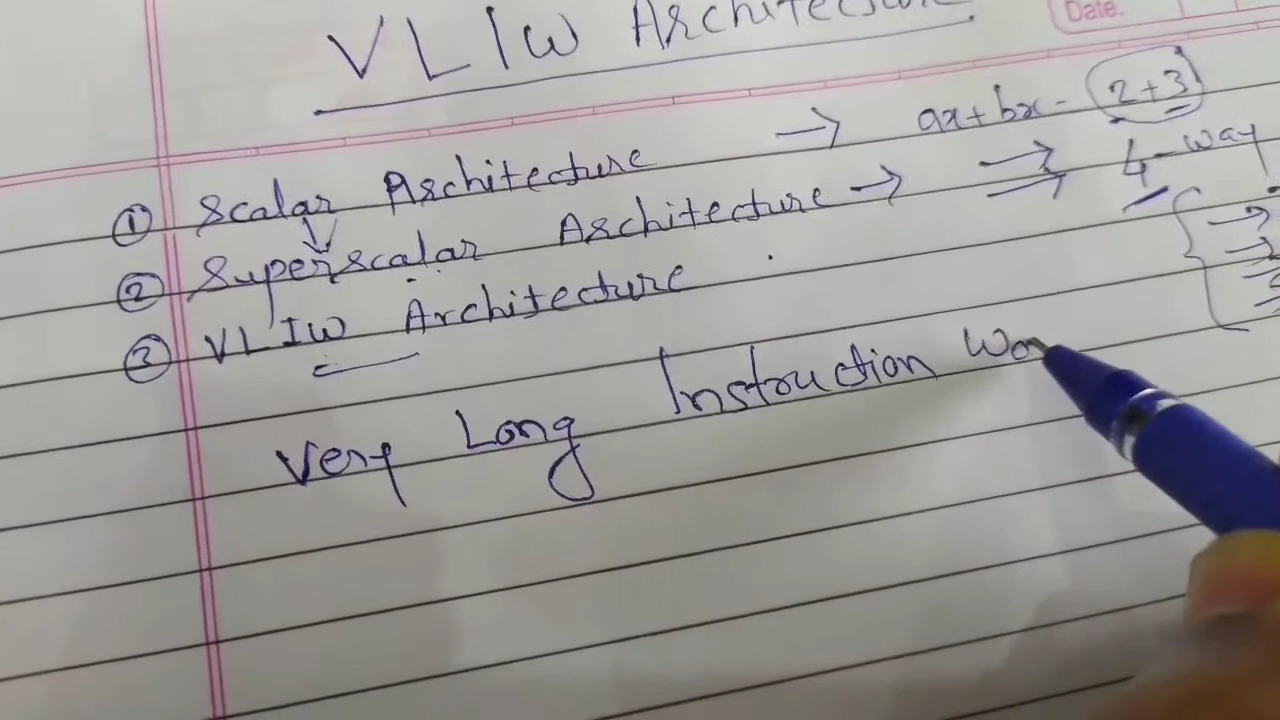 VLIW Architecture
Date.
① Scalar Architecture → ax+bx- 2+3
② Superscalar Architecture → ⇒ 4-way
③ VLIW Architecture
Very Long Instruction Wo